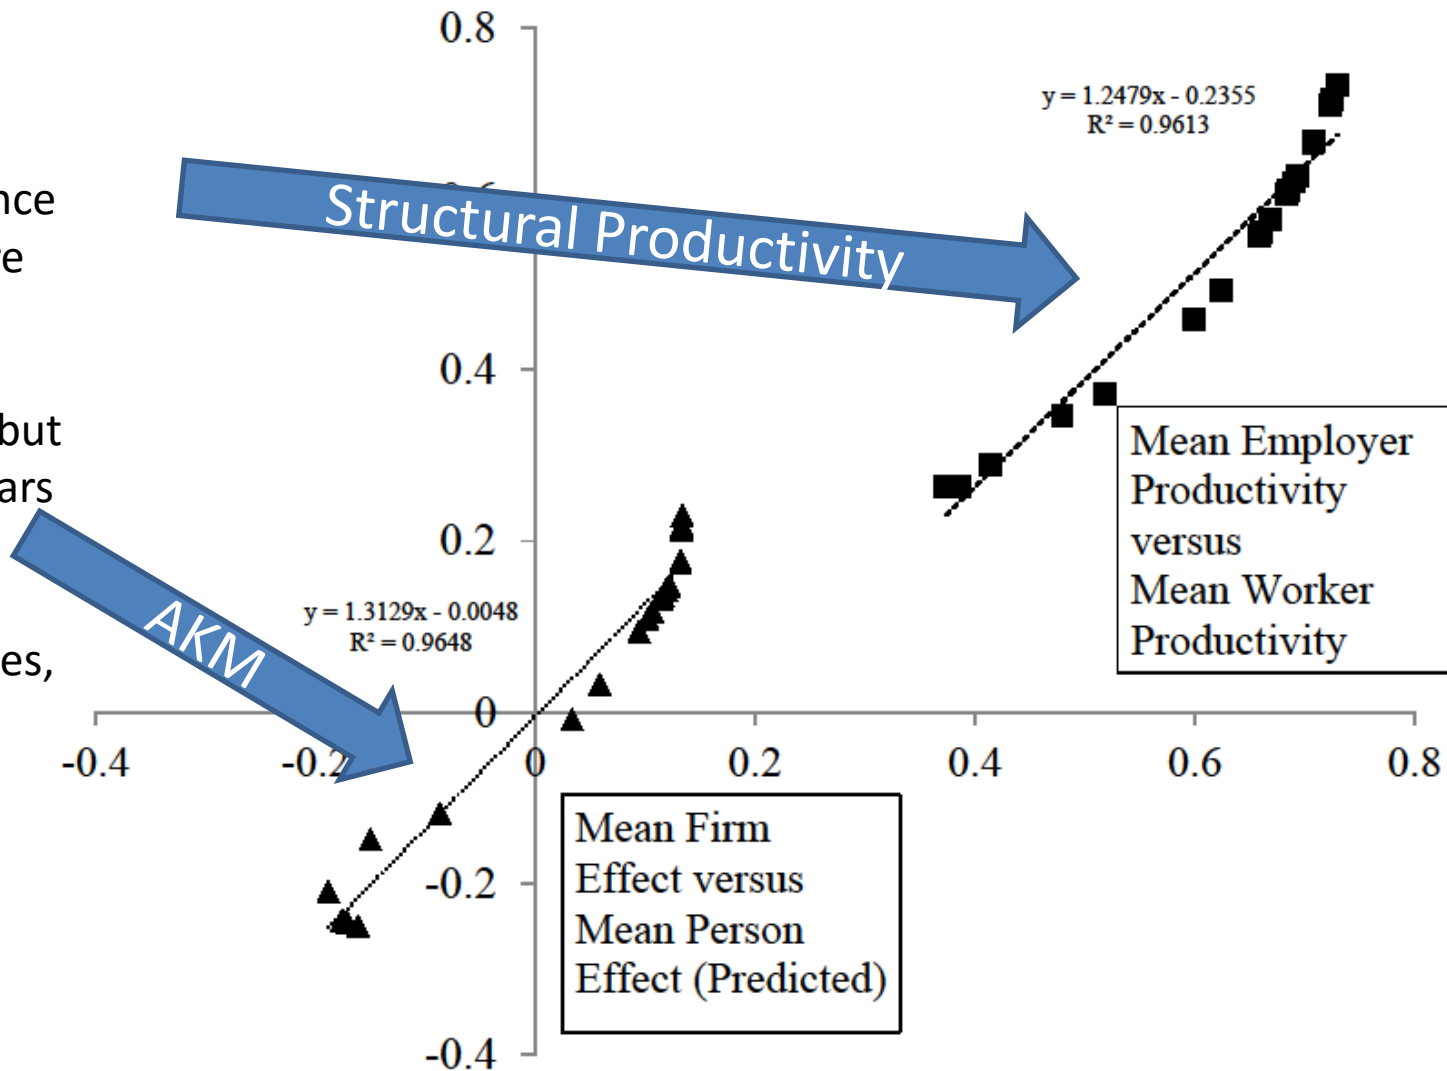 0.8
y = 1.2479x - 0.2355
R² = 0.9613
nce
Structural Productivity
e
0.4
but
Mean Employer
ars
Productivity
0.2
versus
Mean Worker
y = 1.3129x - 0.0048
AKM
R² = 0.9648
Productivity
es,
0
-0.4
-0.2
0
0.2
0.4
0.6
0.8
Mean Firm
-0.2
Effect versus
Mean Person
Effect (Predicted)
-0.4